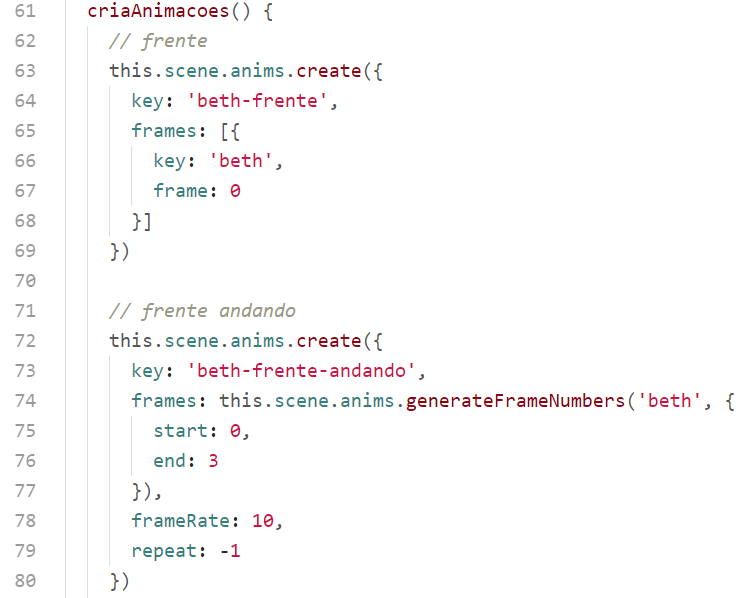 61 criaAnimacoes() {
62 // frente
63 this.scene.anims.create({
64 key: 'beth-frente',
65 frames: [{
66 key: 'beth',
67 frame: 0
68 }]
69 })
70
71 // frente andando
72 this.scene.anims.create({
73 key: 'beth-frente-andando',
74 frames: this.scene.anims.generateFrameNumbers('beth', {
75 start: 0,
76 end: 3
77 }),
78 frameRate: 10,
79 repeat: -1
80 })